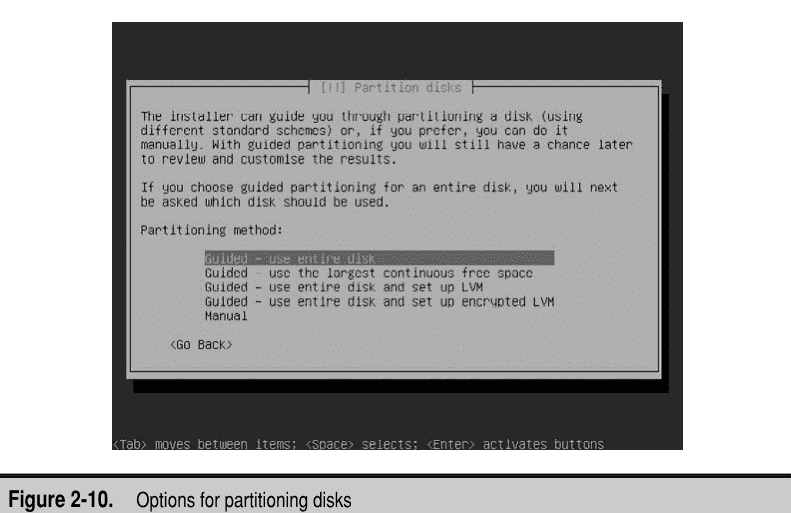 [!!] Partition disks
The installer can guide you through partitioning a disk (using
different standard schemes) or, if you prefer, you can do it
manually. With guided partitioning you will still have a chance later
to review and customise the results.
If you choose guided partitioning for an entire disk, you will next
be asked which disk should be used.
Partitioning method:
Guided - use entire disk
Guided - use the largest continuous free space
Guided - use entire disk and set up LVM
Guided - use entire disk and set up encrypted LVM
Manual
<Go Back>
<Tab> moves between items; <Space> selects; <Enter> activates buttons
Figure 2-10. Options for partitioning disks